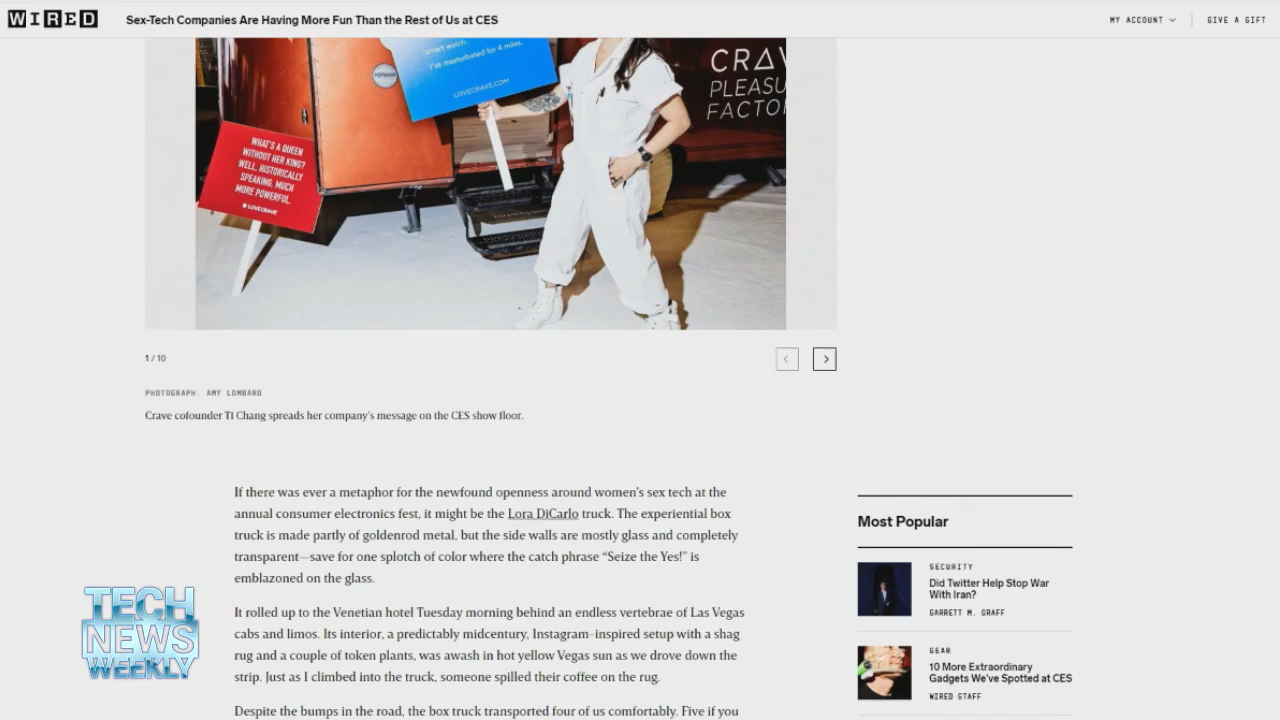 WIRED
Sex-Tech Companies Are Having More Fun Than the Rest of Us at CES
MY ACCOUNT
GIVE A GIFT
smart watch.
I've masturbated for 6 miles.
LOVECRAVE.COM
CRAV
PLEASU
FACTOR
WHAT'S A QUEEN
WITHOUT HER KING?
WELL, HISTORICALLY
SPEAKING, MUCH
MORE POWERFUL.
LOVECRAVE
1 / 10
PHOTOGRAPH: AMY LOMBARD
Crave cofounder Ti Chang spreads her company's message on the CES show floor.
If there was ever a metaphor for the newfound openness around women's sex tech at the
annual consumer electronics fest, it might be the Lora DiCarlo truck. The experiential box
truck is made partly of goldenrod metal, but the side walls are mostly glass and completely
transparent—save for one splotch of color where the catch phrase “Seize the Yes!” is
emblazoned on the glass.
It rolled up to the Venetian hotel Tuesday morning behind an endless vertebrae of Las Vegas
cabs and limos. Its interior, a predictably midcentury, Instagram-inspired setup with a shag
rug and a couple of token plants, was awash in hot yellow Vegas sun as we drove down the
strip. Just as I climbed into the truck, someone spilled their coffee on the rug.
Despite the bumps in the road, the box truck transported four of us comfortably. Five if you
Most Popular
SECURITY
Did Twitter Help Stop War
With Iran?
GARRETT M. GRAFF
GEAR
10 More Extraordinary
Gadgets We've Spotted at CES
WIRED STAFF
TECH
NEWS
WEEKLY